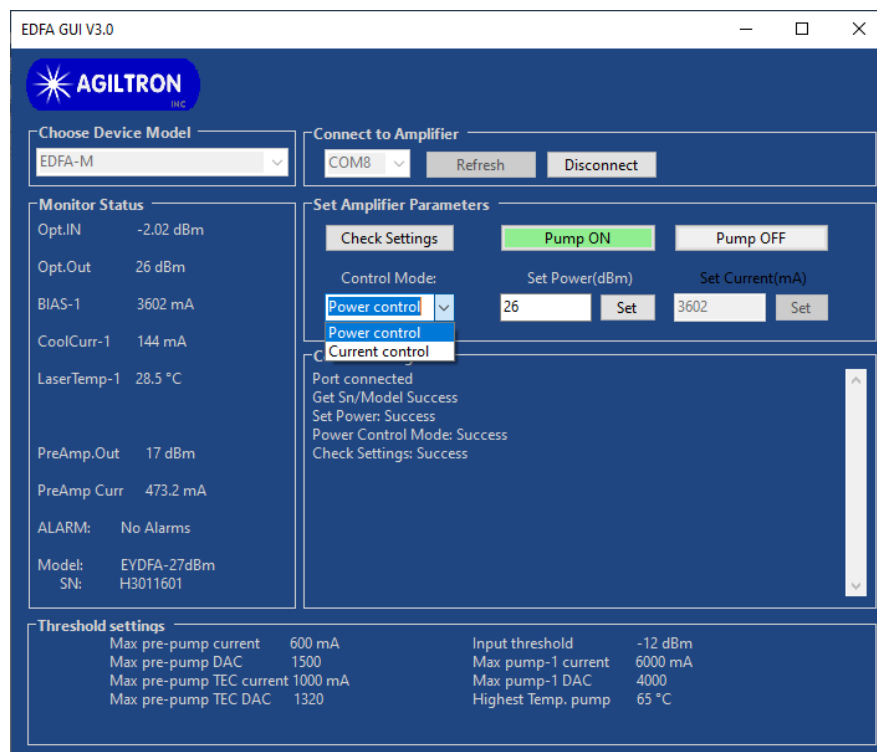 EDFA GUI V3.0
AGILTRON
INC
Choose Device Model
EDFA-M
Connect to Amplifier
COM8 Refresh Disconnect
Monitor Status
Opt.IN -2.02 dBm
Opt.Out 26 dBm
BIAS-1 3602 mA
CoolCurr-1 144 mA
LaserTemp-1 28.5 °C
PreAmp.Out 17 dBm
PreAmp Curr 473.2 mA
ALARM: No Alarms
Model: EYDFA-27dBm
SN: H3011601
Set Amplifier Parameters
Check Settings Pump ON Pump OFF
Control Mode: Set Power(dBm) Set Current(mA)
Power control 26 Set 3602 Set
Power control
Current control
Port connected
Get Sn/Model Success
Set Power: Success
Power Control Mode: Success
Check Settings: Success
Threshold settings
Max pre-pump current 600 mA
Max pre-pump DAC 1500
Max pre-pump TEC current 1000 mA
Max pre-pump TEC DAC 1320
Input threshold -12 dBm
Max pump-1 current 6000 mA
Max pump-1 DAC 4000
Highest Temp. pump 65 °C